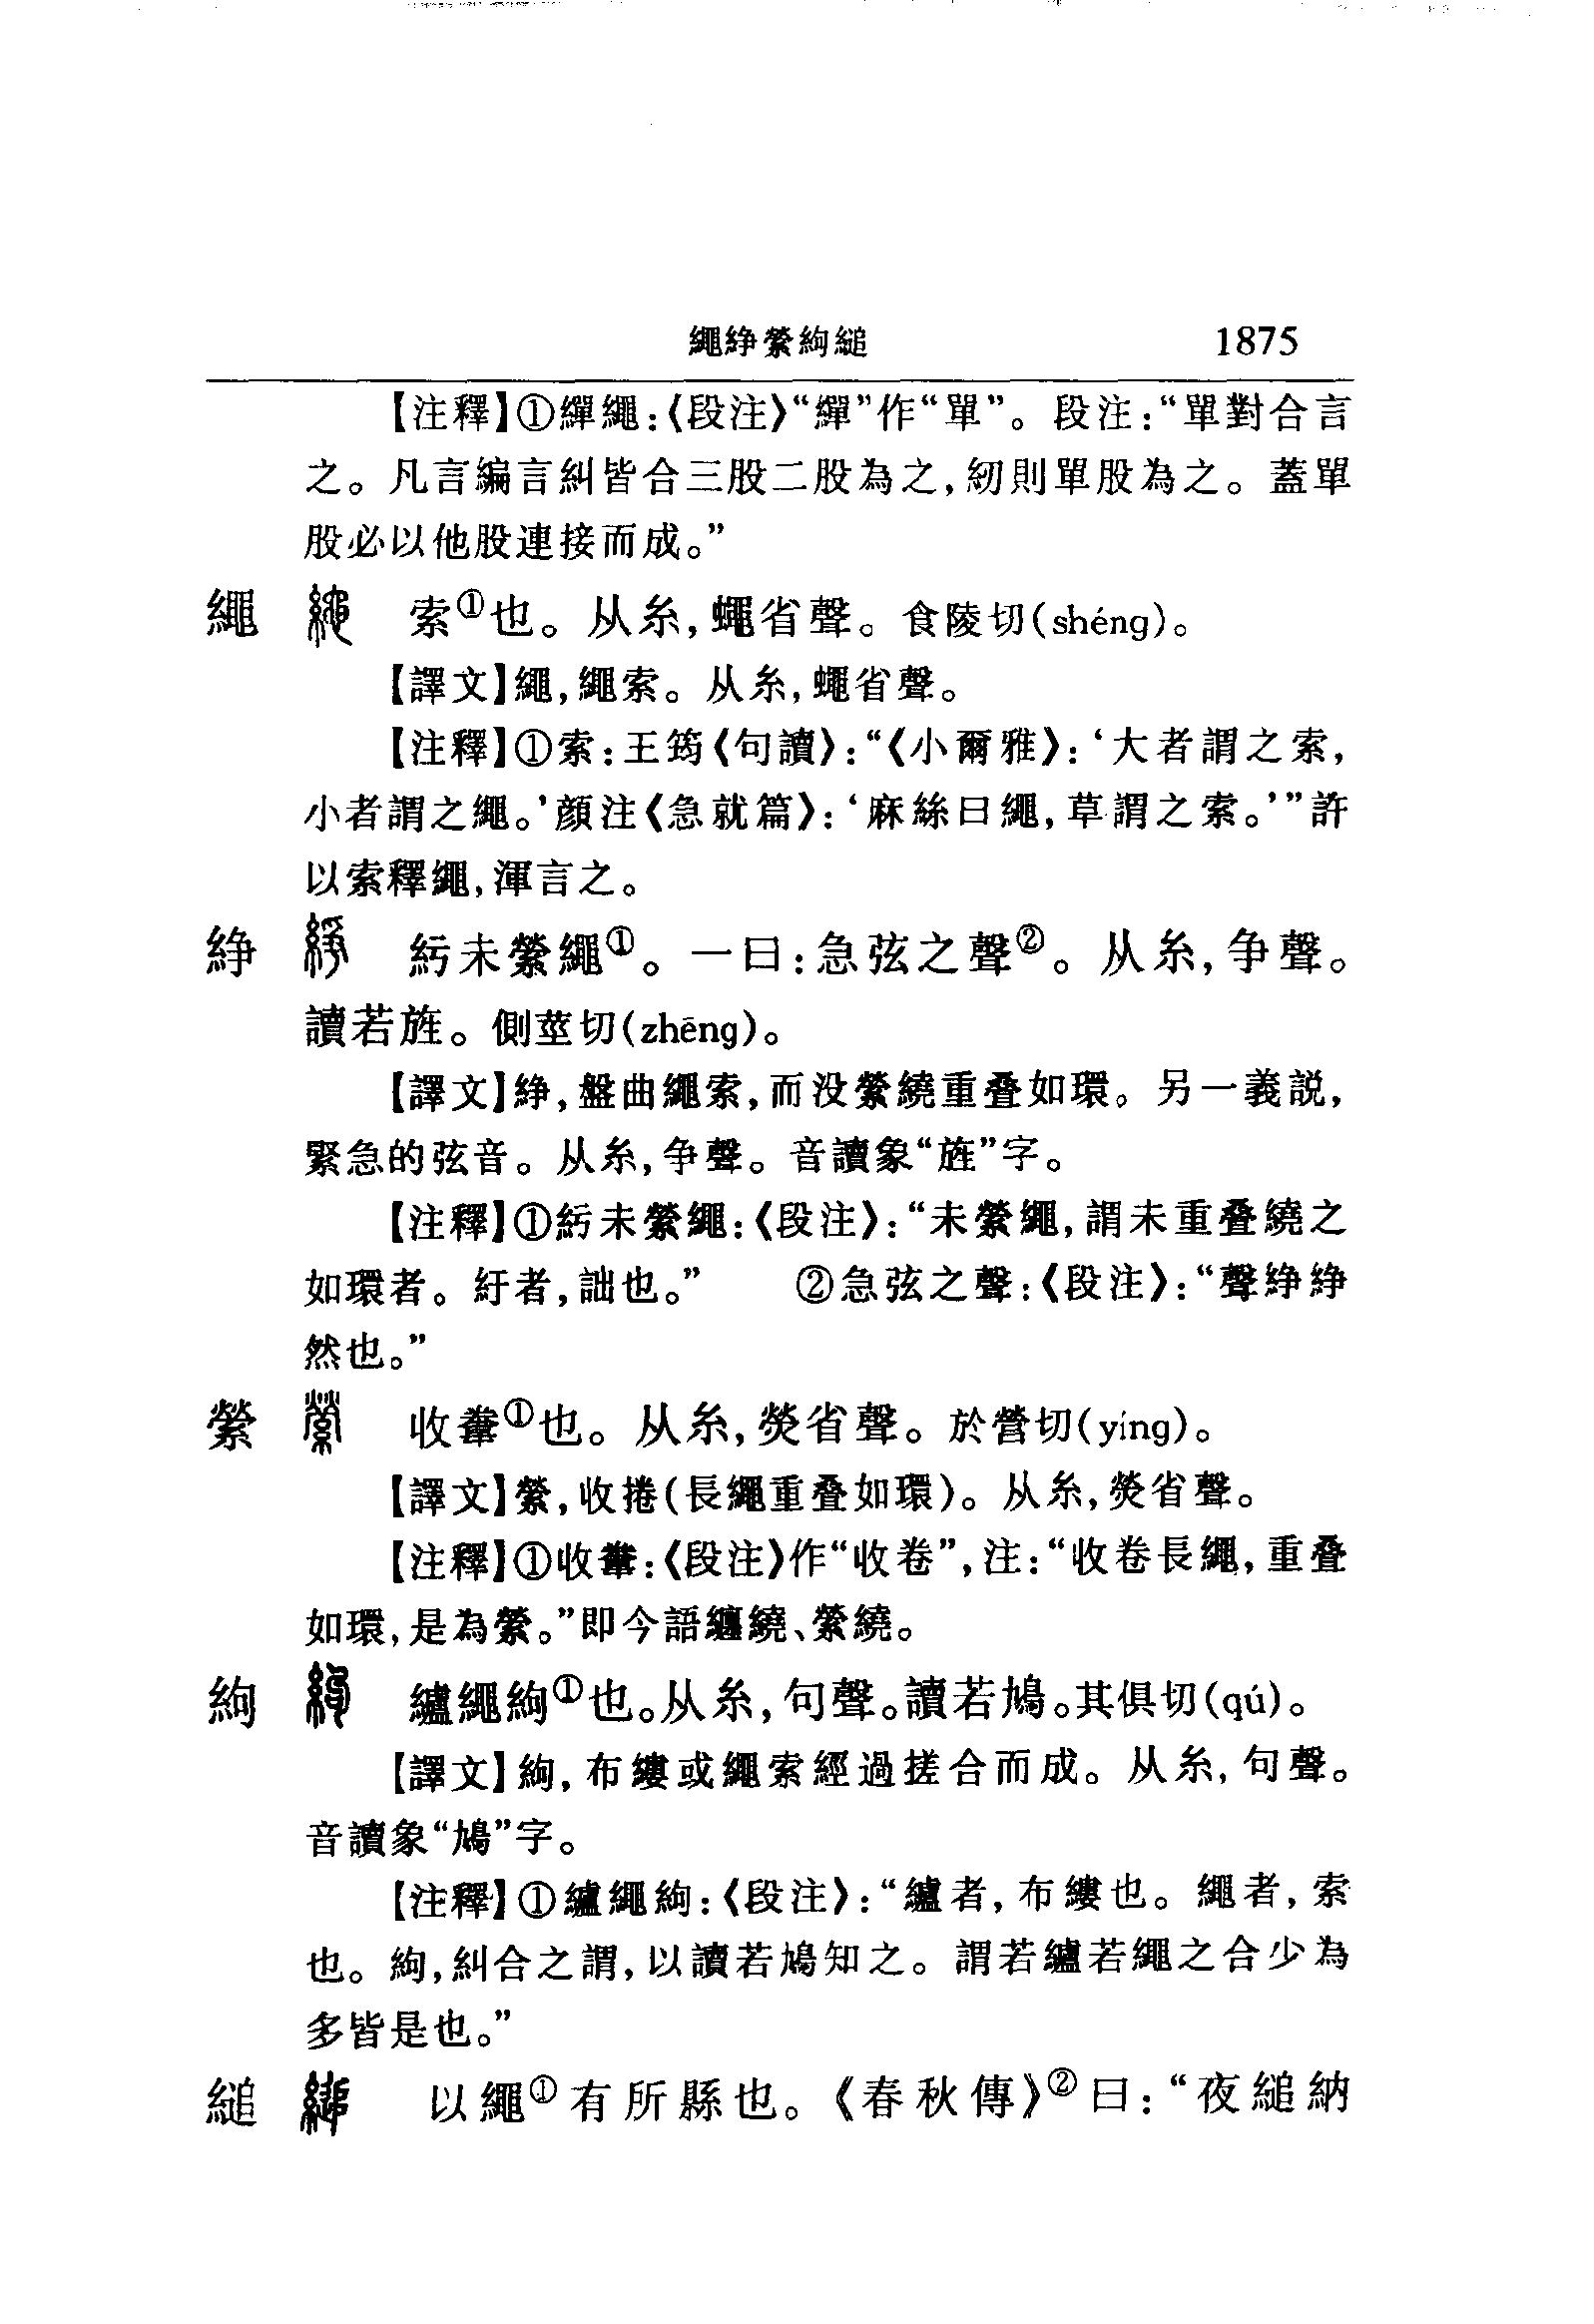 繩絣縈絇縋 1875
【注釋】①繟繩:《段注》“繟”作“單”。段注:“單對合言
之。凡言編言糾皆合三股二股為之,紉則單股為之。蓋單
股必以他股連接而成。”
繩 索①也。从糸,蠅省聲。食陵切(shéng)。
【譯文】繩,繩索。从糸,蠅省聲。
【注釋】①索:王筠《句讀》:“《小爾雅》:‘大者謂之索,
小者謂之繩。’顏注《急就篇》:‘麻絲曰繩,草謂之索。’”許
以索釋繩,渾言之。
綪 紆未縈繩①。一曰:急弦之聲②。从糸,争聲。
讀若旌。側莖切(zhēng)。
【譯文】綪,盤曲繩索,而没縈繞重叠如環。另一義説,
緊急的弦音。从糸,争聲。音讀象“旌”字。
【注釋】①紆未縈繩:《段注》:“未縈繩,謂未重叠繞之
如環者。紆者,詘也。” ②急弦之聲:《段注》:“聲綪綪
然也。”
縈 收韏①也。从糸,熒省聲。於營切(yíng)。
【譯文】縈,收捲(長繩重叠如環)。从糸,熒省聲。
【注釋】①收韏:《段注》作“收卷”,注:“收卷長繩,重叠
如環,是為縈。”即今語纏繞、縈繞。
絇 纑繩絇①也。从糸,句聲。讀若鳩。其俱切(qú)。
【譯文】絇,布縷或繩索經過搓合而成。从糸,句聲。
音讀象“鳩”字。
【注釋】①纑繩絇:《段注》:“纑者,布縷也。繩者,索
也。絇,糾合之謂,以讀若鳩知之。謂若纑若繩之合少為
多皆是也。”
縋 以繩①有所縣也。《春秋傳》②曰:“夜縋納